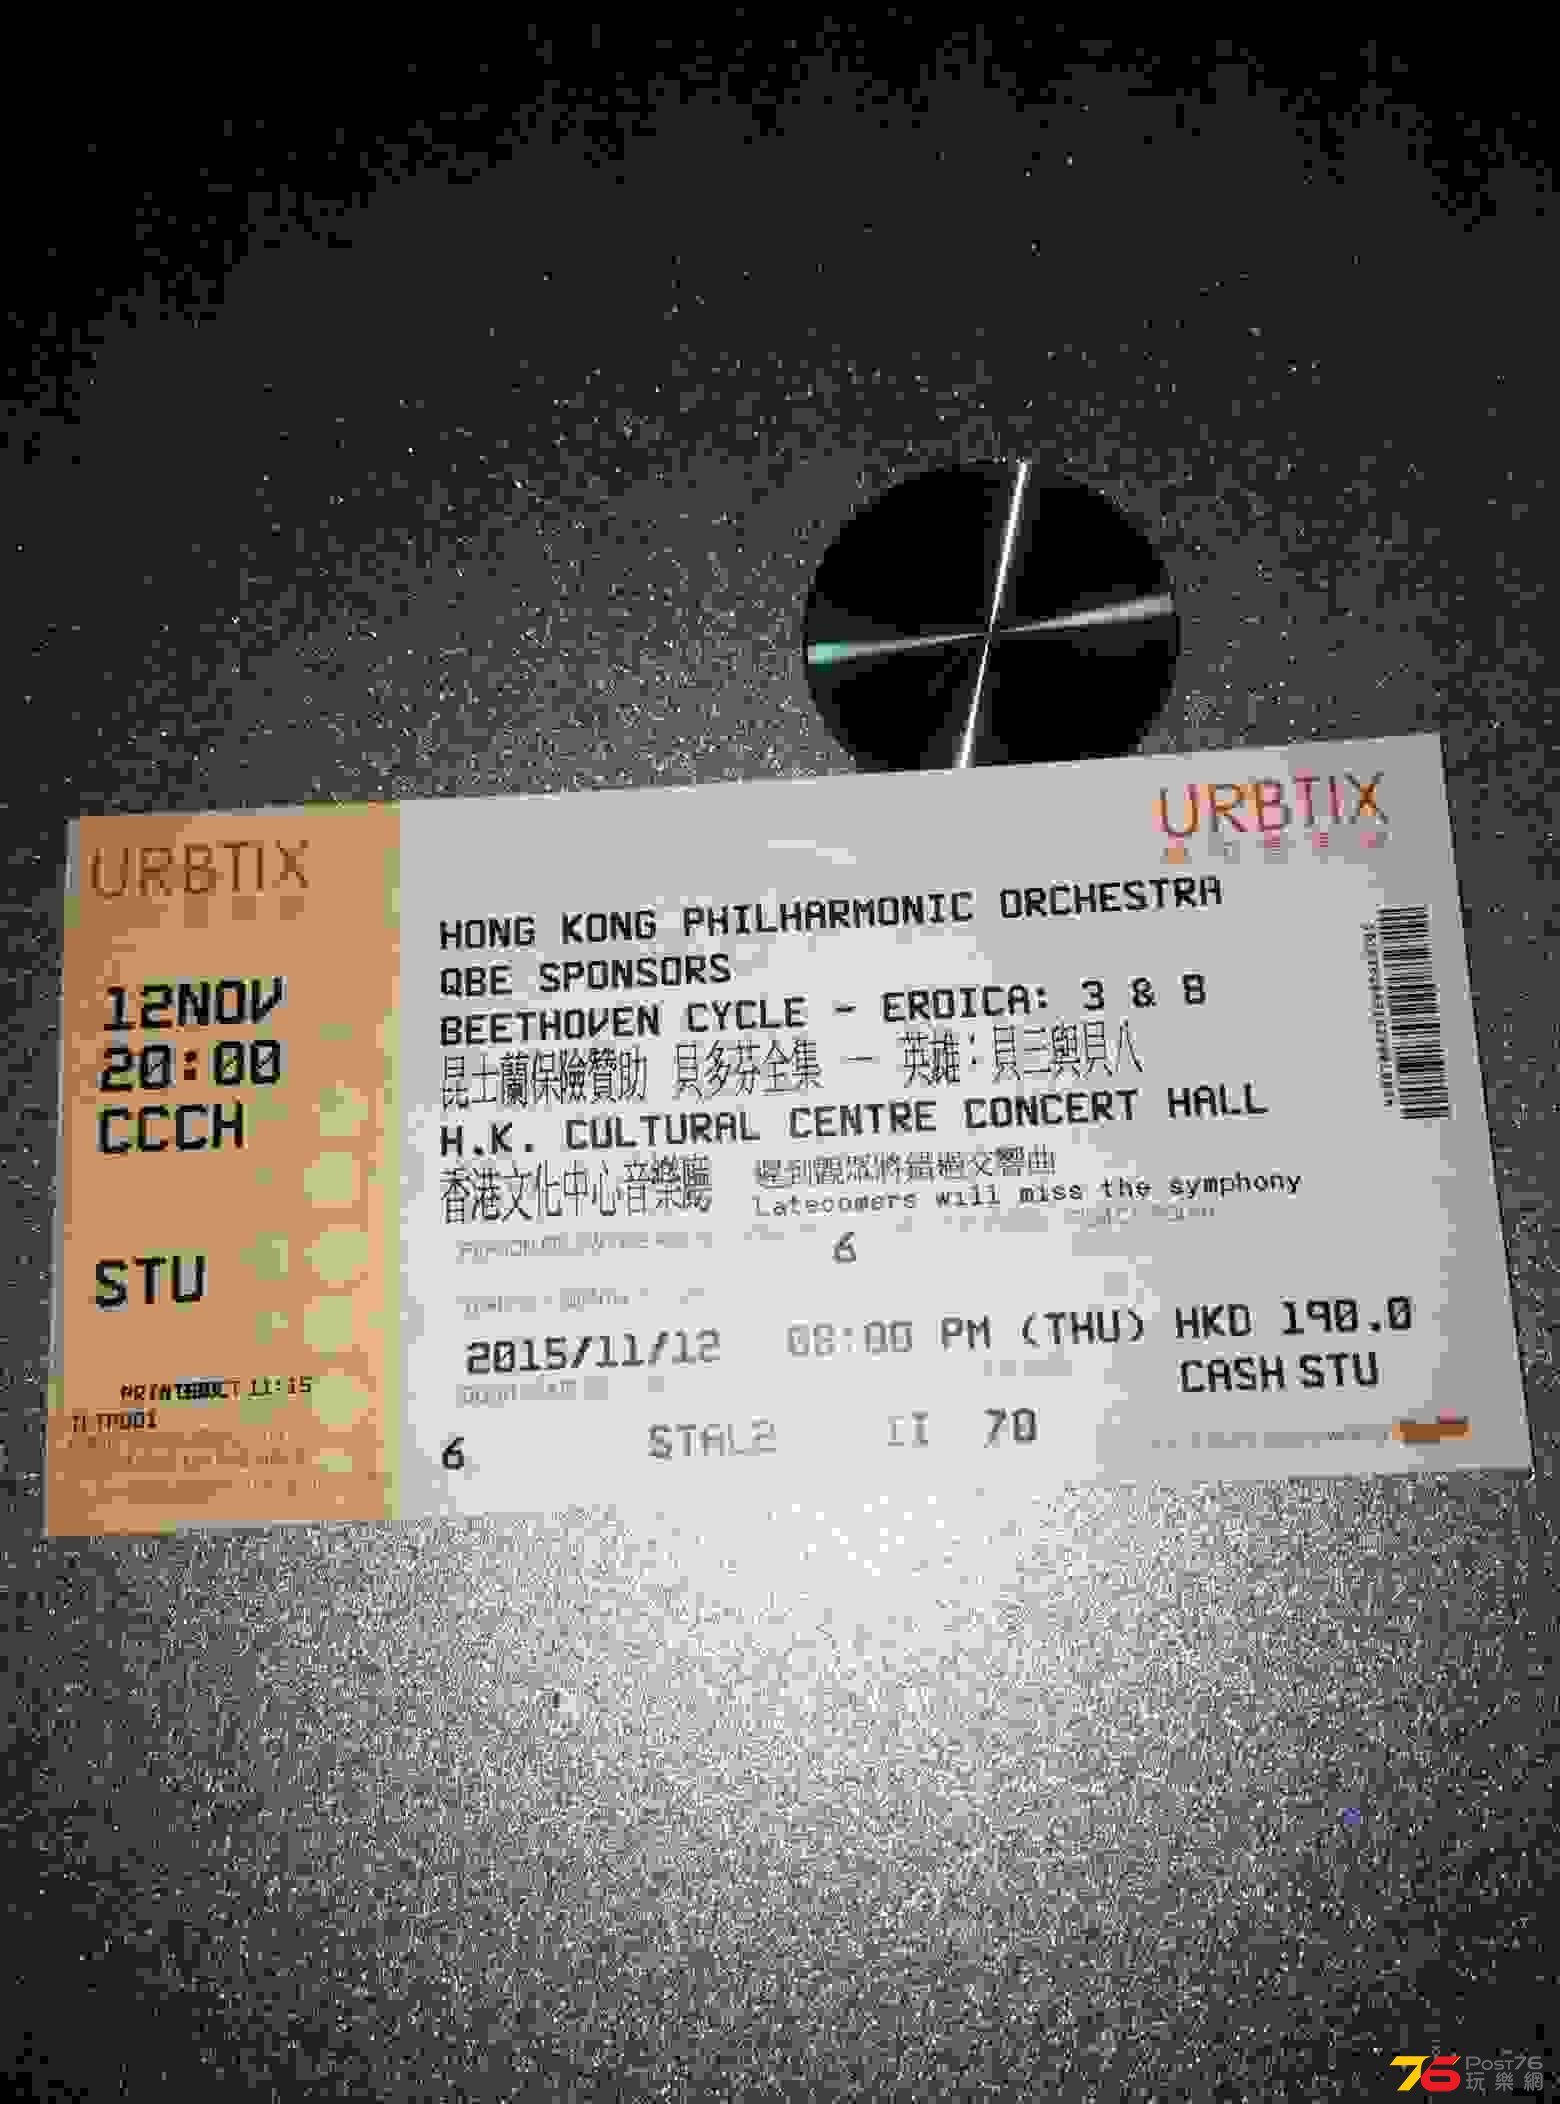 URBTIX
12NOV
20:00
CCCH
STU
11:15
URBTIX
HONG KONG PHILHARMONIC ORCHESTRA
QBE SPONSORS
BEETHOVEN CYCLE - EROICA: 3 & 8
昆士蘭保險贊助 貝多芬全集 — 英雄：貝三與貝八
H.K. CULTURAL CENTRE CONCERT HALL
香港文化中心音樂廳 遲到觀眾將錯過交響曲
Latecomers will miss the symphony
6
2015/11/12 08:00 PM (THU) HKD 190.0
CASH STU
6 STAL2 II 70
76 Post76
玩樂網